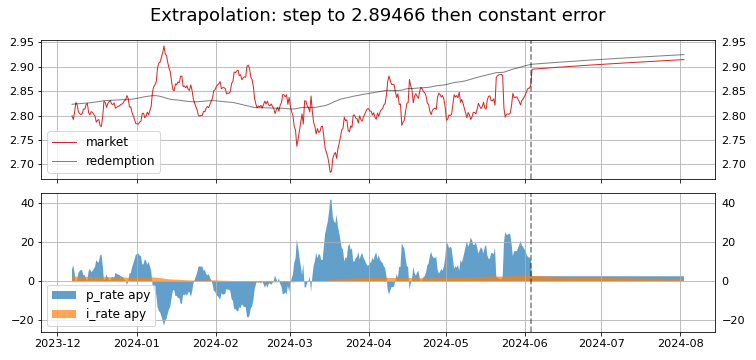 Extrapolation: step to 2.89466 then constant error
2.95 2.95
2.90 2.90
2.85 2.85
2.80 2.80
2.75 2.75
2.70 2.70
market
redemption
40 40
20 20
0 0
−20 −20
p_rate apy
i_rate apy
2023-12 2024-01 2024-02 2024-03 2024-04 2024-05 2024-06 2024-07 2024-08